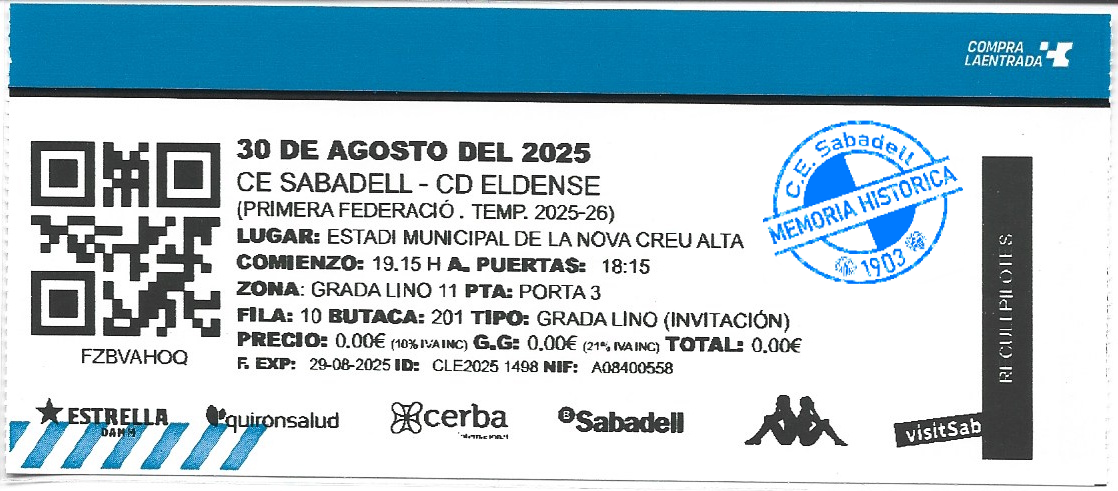 COMPRA
LAENTRADA
30 DE AGOSTO DEL 2025
CE SABADELL - CD ELDENSE
(PRIMERA FEDERACIÓ . TEMP. 2025-26)
LUGAR: ESTADI MUNICIPAL DE LA NOVA CREU ALTA
COMIENZO: 19.15 H A. PUERTAS: 18:15
ZONA: GRADA LINO 11 PTA: PORTA 3
FILA: 10 BUTACA: 201 TIPO: GRADA LINO (INVITACIÓN)
PRECIO: 0.00€ (10% IVA INC) G.G: 0.00€ (21% IVA INC) TOTAL: 0.00€
F. EXP: 29-08-2025 ID: CLE2025 1498 NIF: A08400558
FZBVAHOQ
C.E. Sabadell
MEMORIA HISTORICA
1903
RECULLPILOTES
ESTRELLA
DAMM
quironsalud
cerba
Sabadell
visitSab